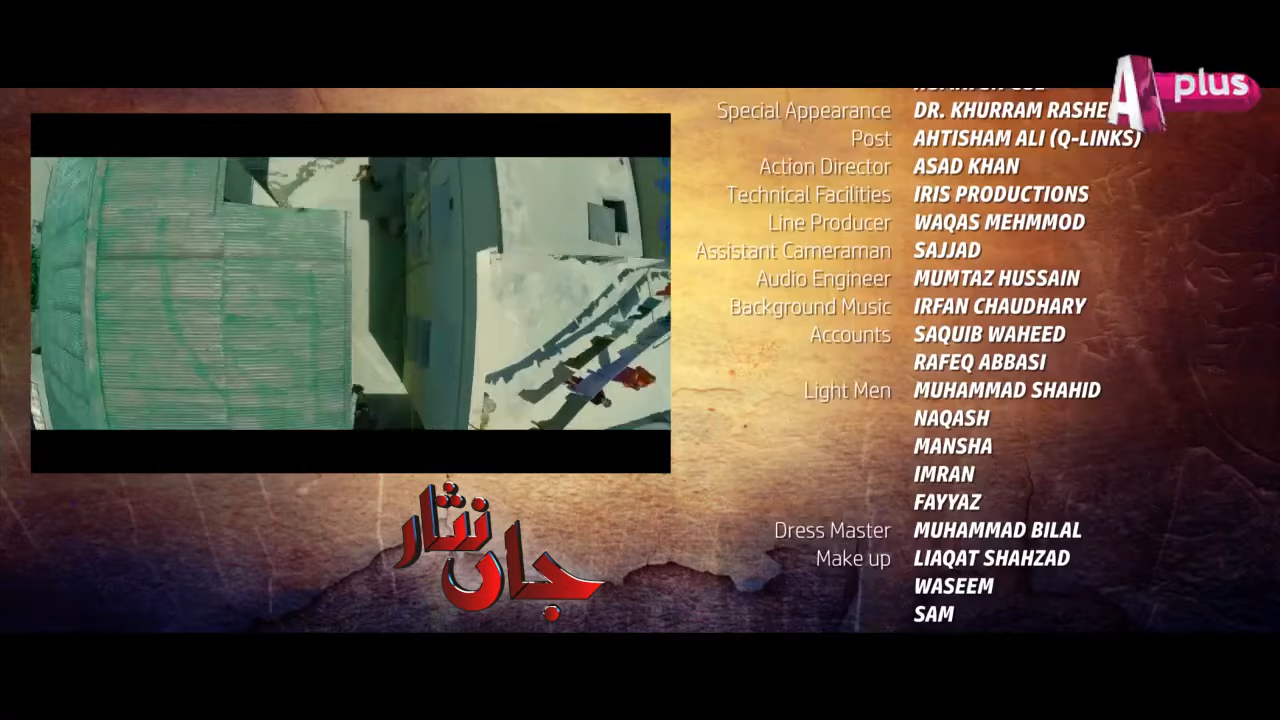 A plus
Special Appearance DR. KHURRAM RASHE
Post AHTISHAM ALI (Q-LINKS)
Action Director ASAD KHAN
Technical Facilities IRIS PRODUCTIONS
Line Producer WAQAS MEHMMOD
Assistant Cameraman SAJJAD
Audio Engineer MUMTAZ HUSSAIN
Background Music IRFAN CHAUDHARY
Accounts SAQUIB WAHEED
RAFEQ ABBASI
Light Men MUHAMMAD SHAHID
NAQASH
MANSHA
IMRAN
FAYYAZ
Dress Master MUHAMMAD BILAL
Make up LIAQAT SHAHZAD
WASEEM
SAM
جاں نثار